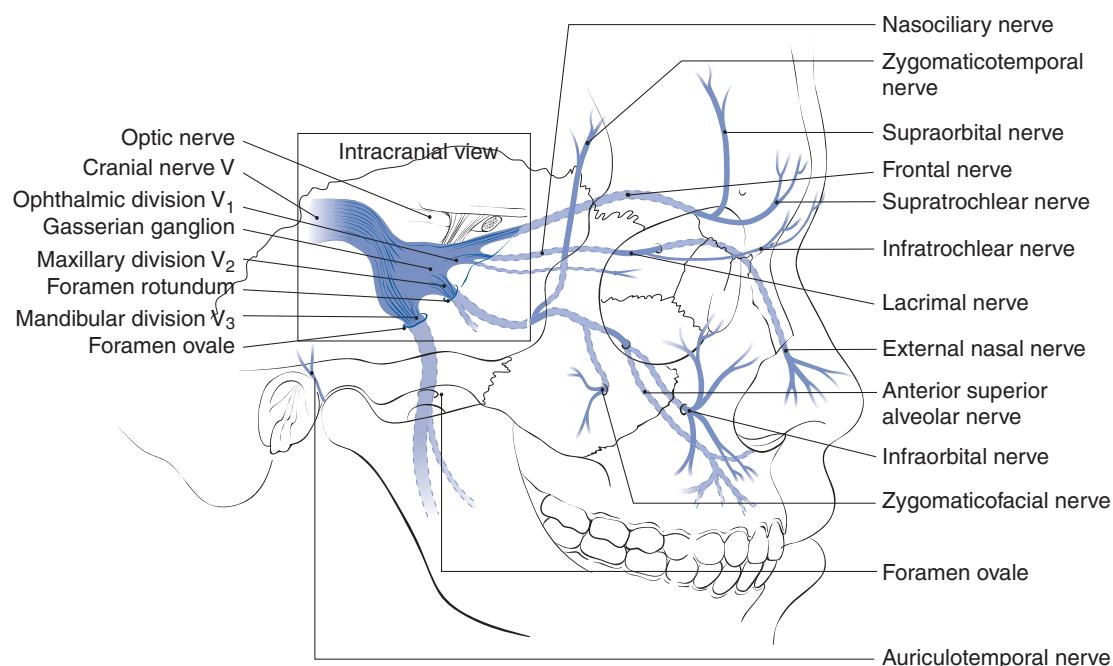 Nasociliary nerve
Zygomaticotemporal
nerve
Optic nerve
Intracranial view
Supraorbital nerve
Cranial nerve V
Frontal nerve
Ophthalmic division V1
Supratrochlear nerve
Gasserian ganglion
Infratrochlear nerve
Maxillary division V2
Foramen rotundum
Lacrimal nerve
Mandibular division V3
Foramen ovale
External nasal nerve
Anterior superior
alveolar nerve
Infraorbital nerve
Zygomaticofacial nerve
Foramen ovale
Auriculotemporal nerve